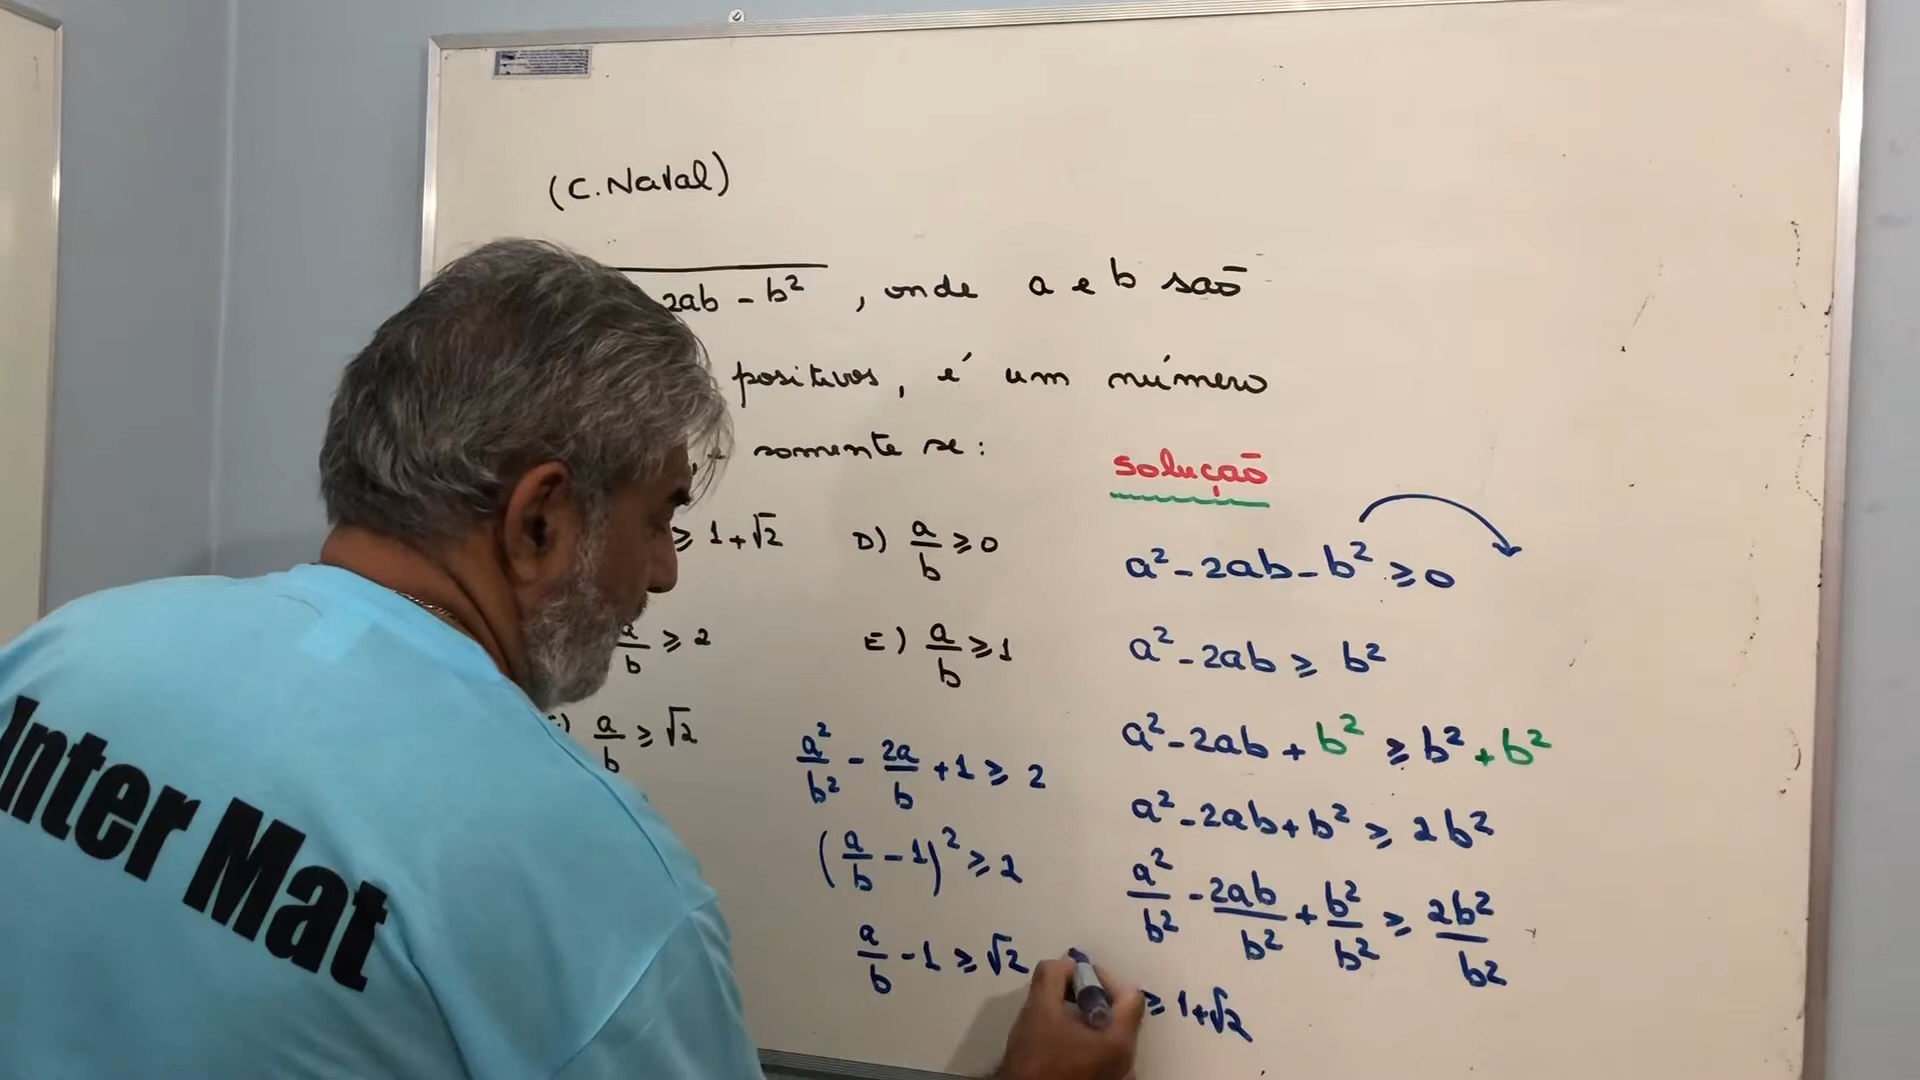 (C. Naval)
2ab - b² , onde a e b são
positivos, é um número
somente se:
≥ 1+√2 D) a/b ≥ 0
a/b ≥ 2 E) a/b ≥ 1
) a/b ≥ √2
a²/b² - 2a/b + 1 ≥ 2
(a/b - 1)² ≥ 2
a/b - 1 ≥ √2
solução
a² - 2ab - b² ≥ 0
a² - 2ab ≥ b²
a² - 2ab + b² ≥ b² + b²
a² - 2ab + b² ≥ 2b²
a²/b² - 2ab/b² + b²/b² ≥ 2b²/b²
≥ 1+√2
Inter Mat